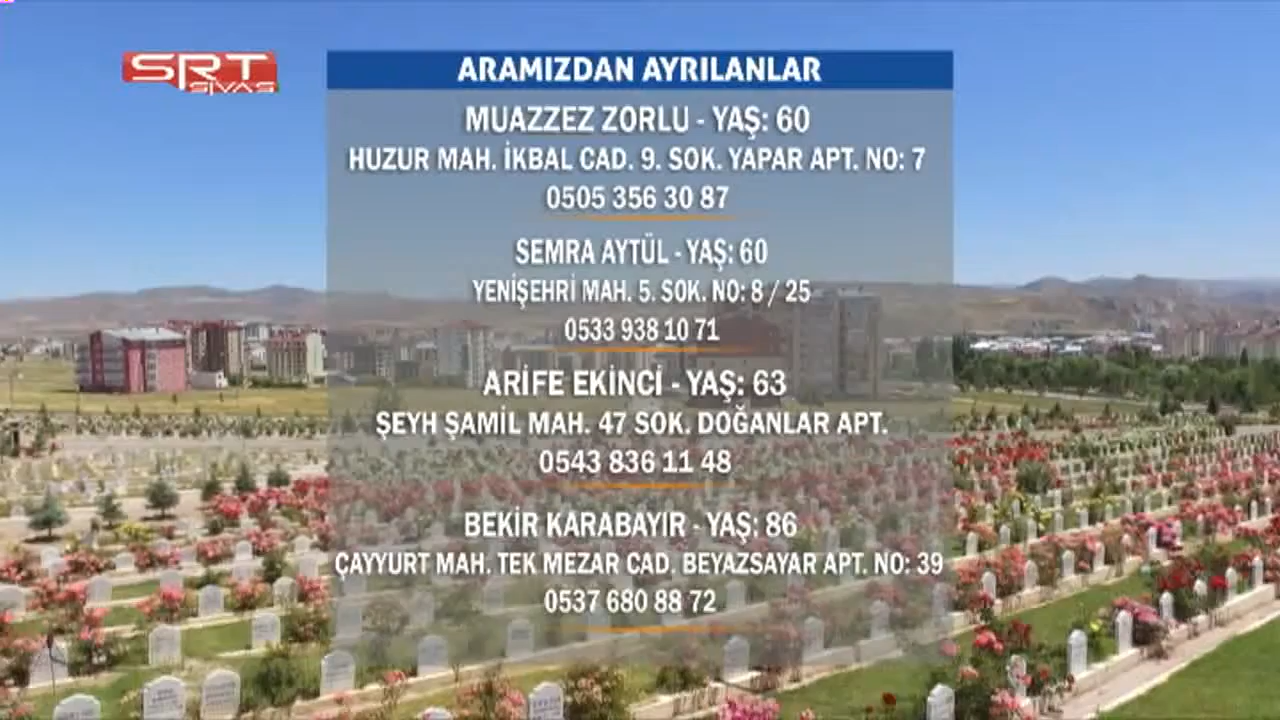 SRT
SİVAS
ARAMIZDAN AYRILANLAR
MUAZZEZ ZORLU - YAŞ: 60
HUZUR MAH. İKBAL CAD. 9. SOK. YAPAR APT. NO: 7
0505 356 30 87
SEMRA AYTÜL - YAŞ: 60
YENİŞEHRİ MAH. 5. SOK. NO: 8 / 25
0533 938 10 71
ARİFE EKİNCİ - YAŞ: 63
ŞEYH ŞAMİL MAH. 47 SOK. DOĞANLAR APT.
0543 836 11 48
BEKİR KARABAYIR - YAŞ: 86
ÇAYYURT MAH. TEK MEZAR CAD. BEYAZSAYAR APT. NO: 39
0537 680 88 72